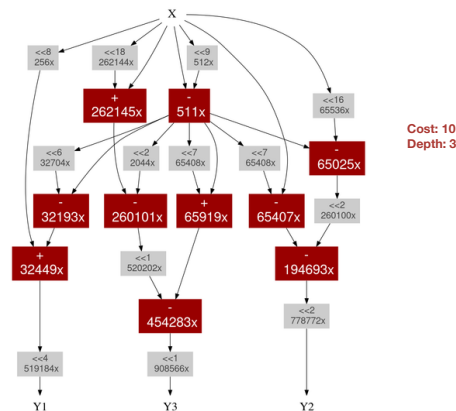 X
<<8
256x
<<18
262144x
<<9
512x
<<16
65536x
+
262145x
-
511x
Cost: 10
Depth: 3
<<6
32704x
<<2
2044x
<<7
65408x
<<7
65408x
-
65025x
-
32193x
-
260101x
+
65919x
-
65407x
<<2
260100x
+
32449x
<<1
520202x
-
194693x
-
454283x
<<2
778772x
<<4
519184x
<<1
908566x
Y1
Y3
Y2